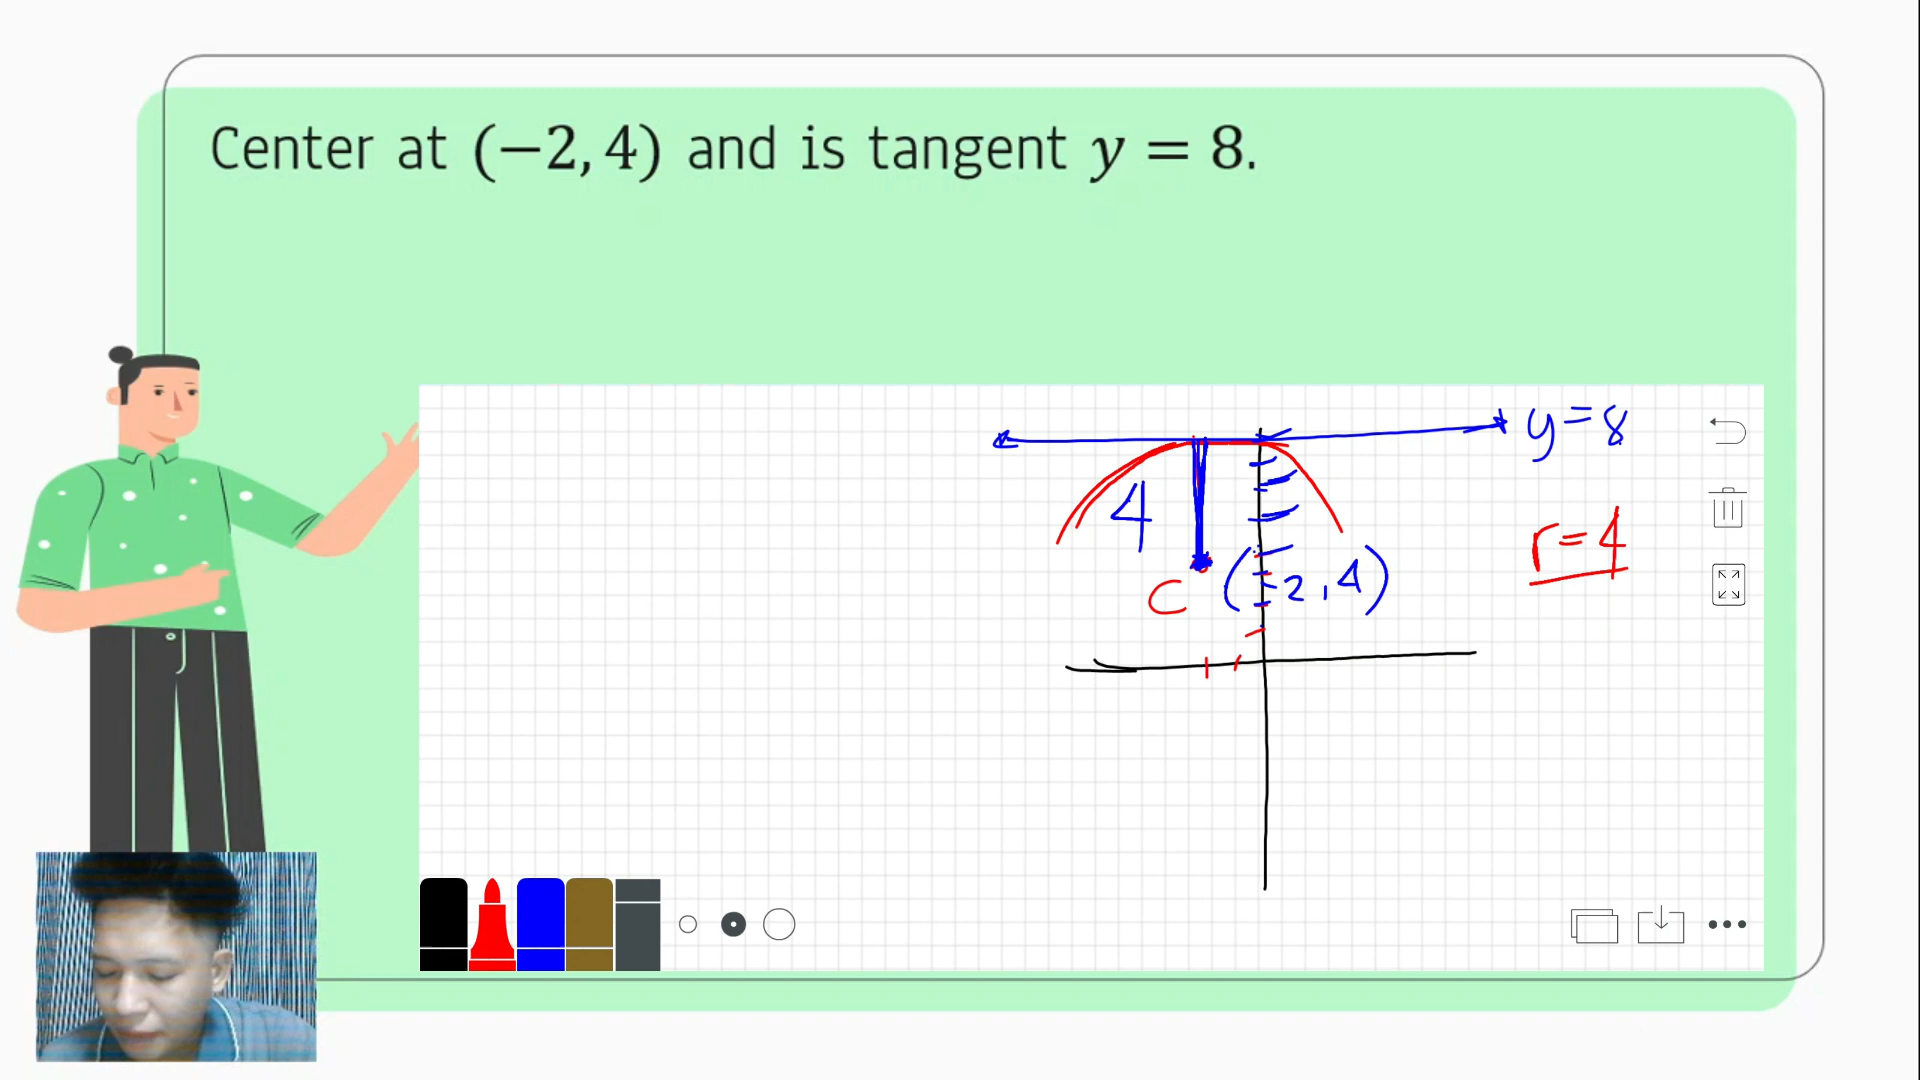 Center at (−2, 4) and is tangent y = 8.
y=8
4
r=4
C (-2,4)